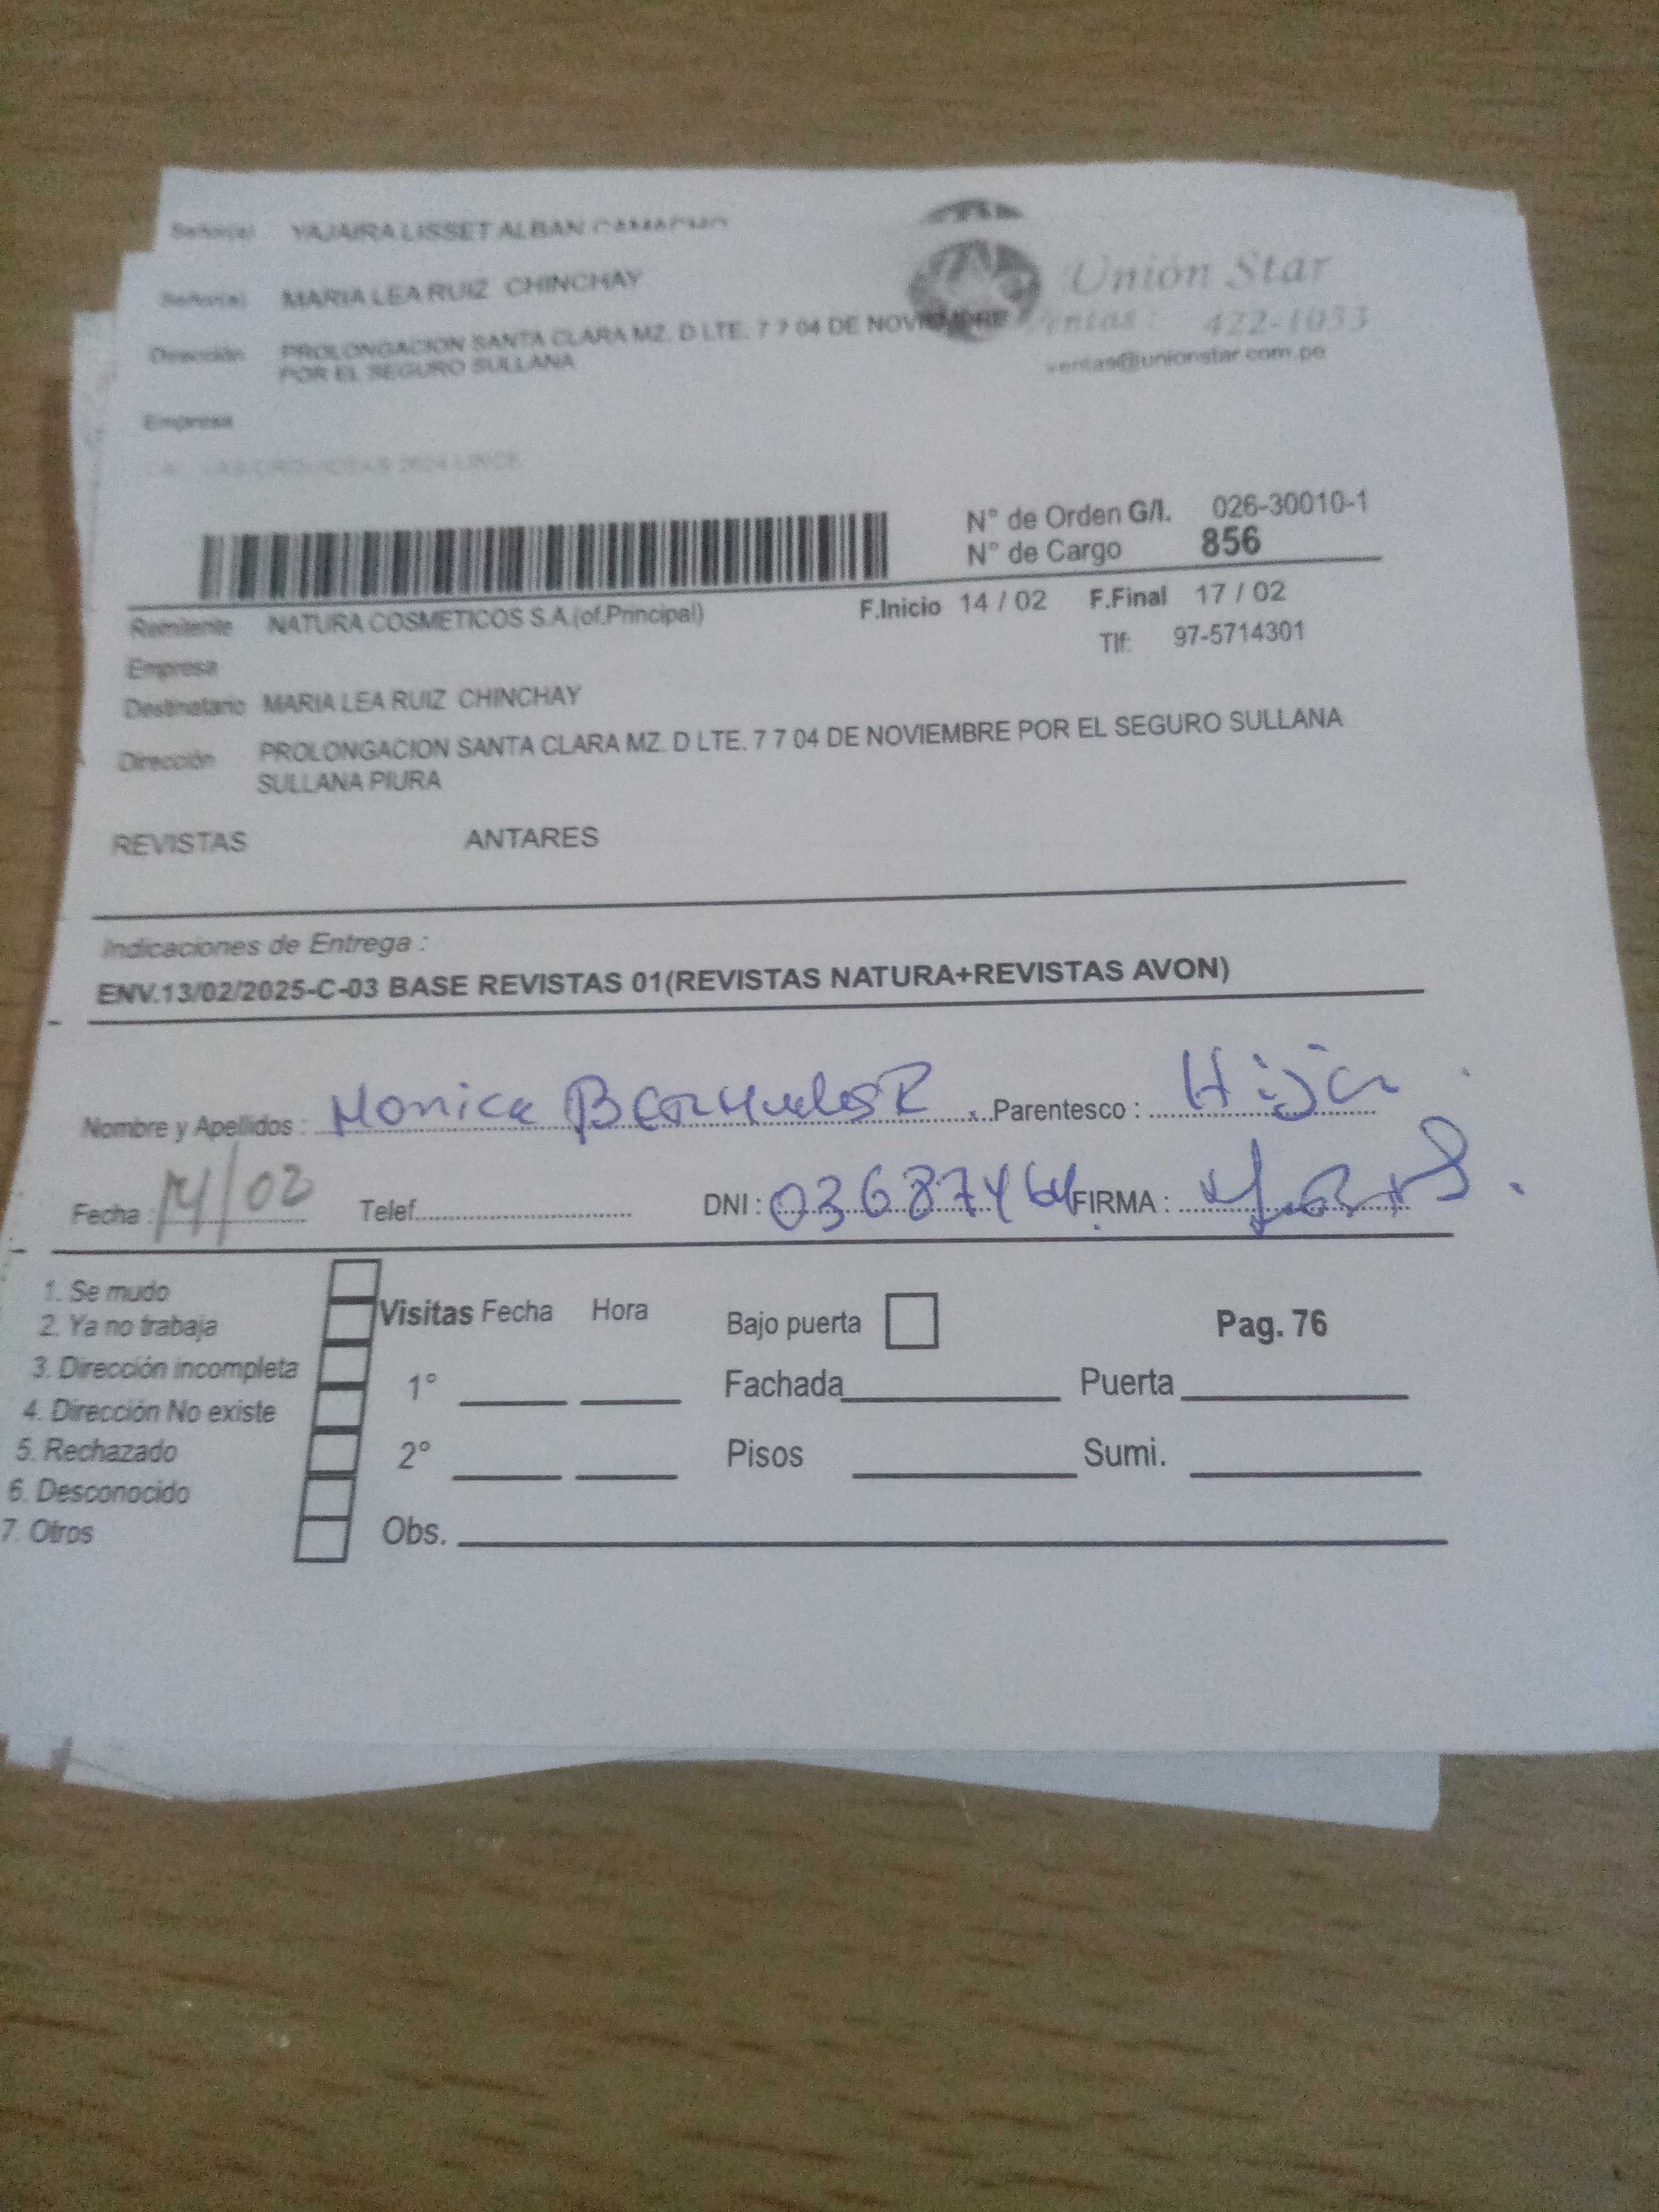 Señor(a) YAJAIRA LISSET ALBAN CAMACHO
Señor(a) MARIA LEA RUIZ CHINCHAY
Unión Star
Dirección PROLONGACION SANTA CLARA MZ. D LTE. 7 7 04 DE NOVIEMBRE
POR EL SEGURO SULLANA
Ventas : 422-1053
ventas@unionstar.com.pe
Empresa
N° de Orden G/I. 026-30010-1
N° de Cargo 856
Remitente NATURA COSMETICOS S.A.(of.Principal) F.Inicio 14 / 02 F.Final 17 / 02
Empresa Tlf: 97-5714301
Destinatario MARIA LEA RUIZ CHINCHAY
Dirección PROLONGACION SANTA CLARA MZ. D LTE. 7 7 04 DE NOVIEMBRE POR EL SEGURO SULLANA
SULLANA PIURA
REVISTAS ANTARES
Indicaciones de Entrega :
ENV.13/02/2025-C-03 BASE REVISTAS 01(REVISTAS NATURA+REVISTAS AVON)
Nombre y Apellidos : Monica Parentesco : Hija
Fecha : 14/02 Telef. DNI : 03687464 FIRMA :
1. Se mudo
2. Ya no trabaja
3. Dirección incompleta
4. Dirección No existe
5. Rechazado
6. Desconocido
7. Otros
Visitas Fecha Hora Bajo puerta Pag. 76
1° Fachada Puerta
2° Pisos Sumi.
Obs.